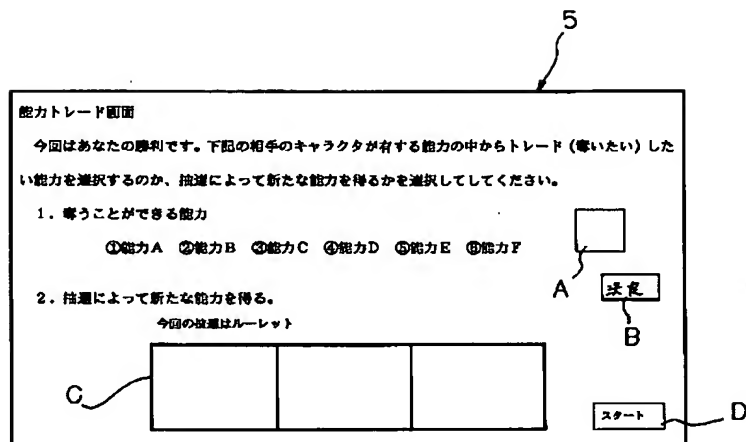 5
能力トレード画面
今回はあなたの勝利です。下記の相手のキャラクタが有する能力の中からトレード（奪いたい）した
い能力を選択するのか、抽選によって新たな能力を得るかを選択してしてください。
1．奪うことができる能力
①能力A ②能力B ③能力C ④能力D ⑤能力E ⑥能力F
A
決定
B
2．抽選によって新たな能力を得る。
今回の抽選はルーレット
C
スタート
D